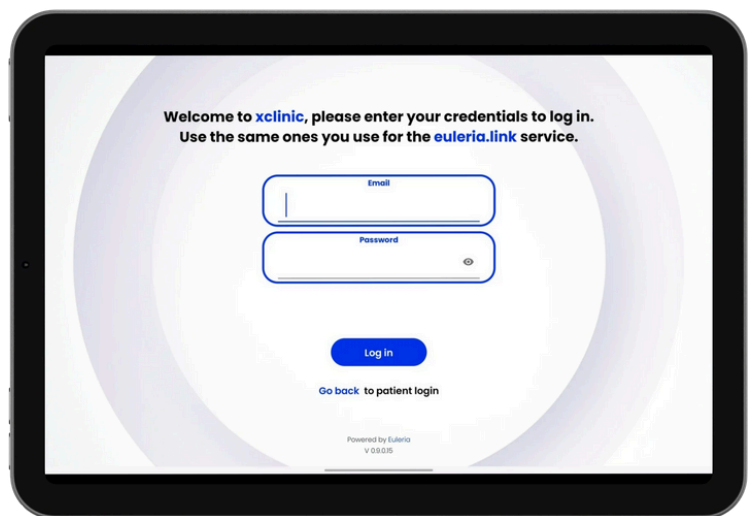 Welcome to xclinic, please enter your credentials to log in.
Use the same ones you use for the euleria.link service.
Email
Password
Log in
Go back to patient login
Powered by Euleria
V 0.9.0.15